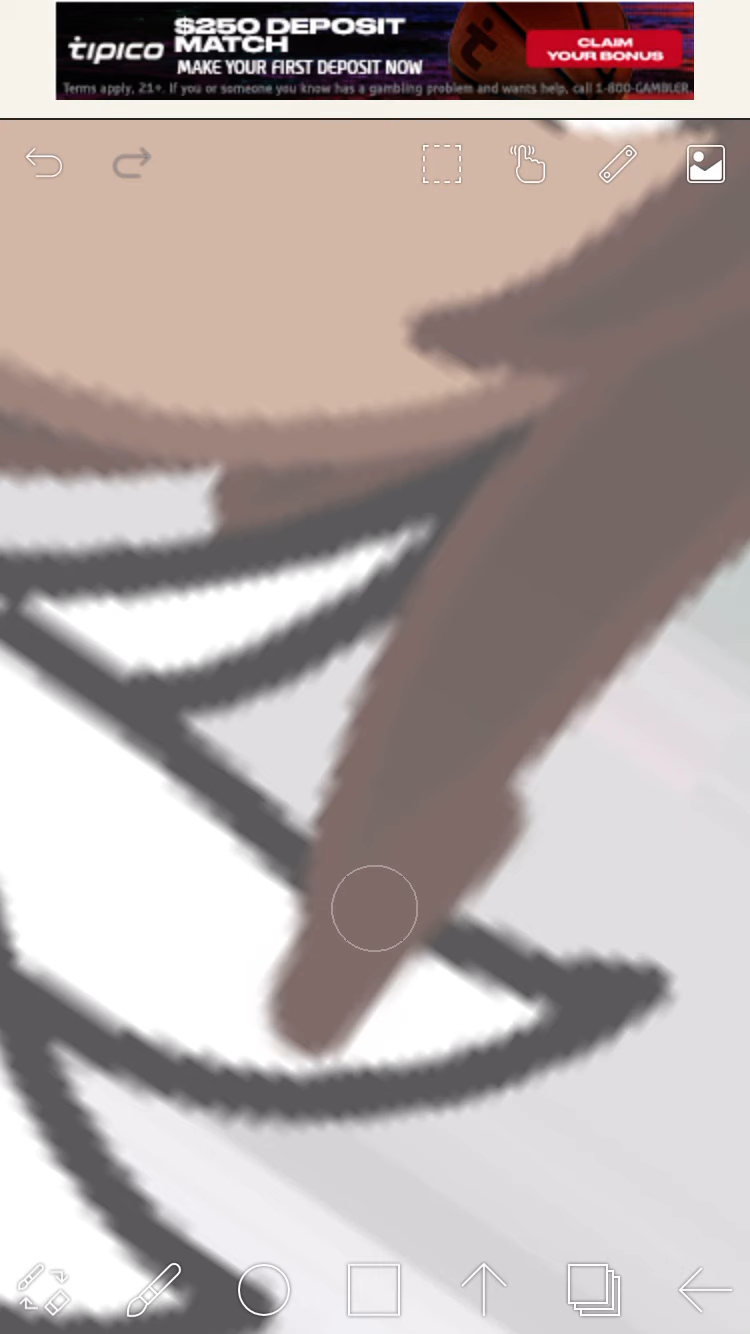 tipico
$250 DEPOSIT
MATCH
MAKE YOUR FIRST DEPOSIT NOW
CLAIM
YOUR BONUS
Terms apply, 21+. If you or someone you know has a gambling problem and wants help, call 1-800-GAMBLER.